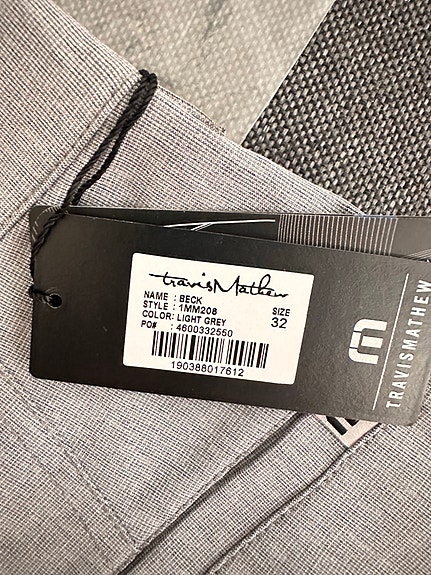 travisMathew
NAME : BECK
STYLE : 1MM208
COLOR: LIGHT GREY
PO# : 4600332550
SIZE
32
190388017612
TRAVISMATHEW